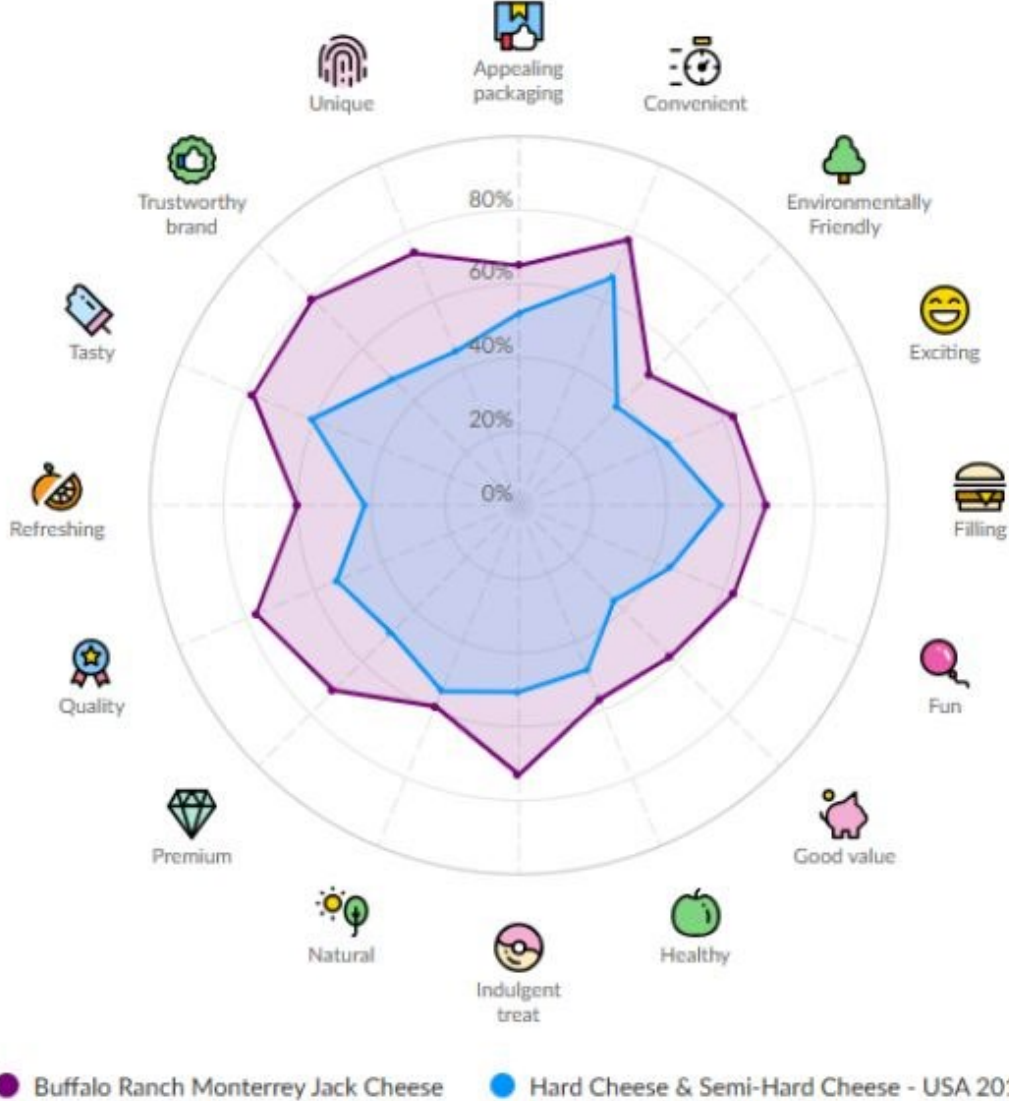 Appealing
packaging
Unique
Convenient
Trustworthy
brand
80%
Environmentally
Friendly
60%
Tasty
40%
Exciting
20%
0%
Refreshing
Filling
Quality
Fun
Premium
Good value
Natural
Healthy
Indulgent
treat
Buffalo Ranch Monterrey Jack Cheese
Hard Cheese & Semi-Hard Cheese - USA